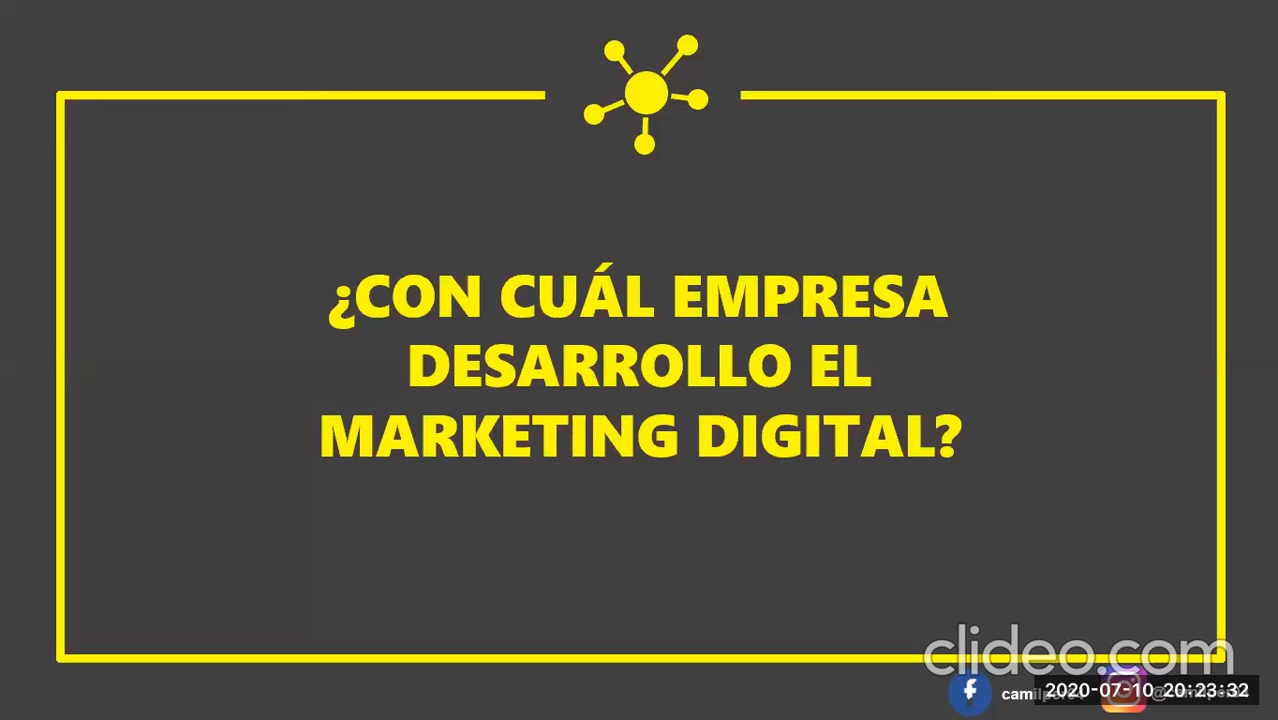 ¿CON CUÁL EMPRESA
DESARROLLO EL
MARKETING DIGITAL?
clideo.com
2020-07-10 20:23:32